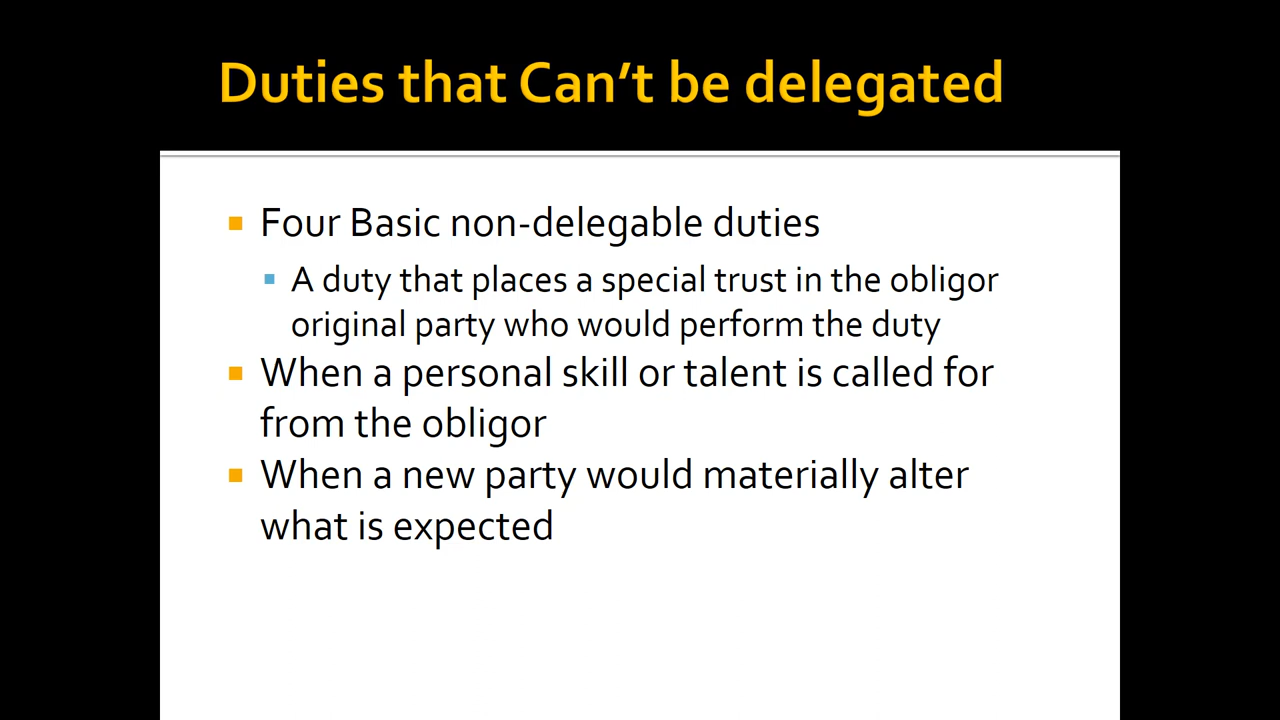 Duties that Can't be delegated
Four Basic non-delegable duties
A duty that places a special trust in the obligor
original party who would perform the duty
When a personal skill or talent is called for
from the obligor
When a new party would materially alter
what is expected